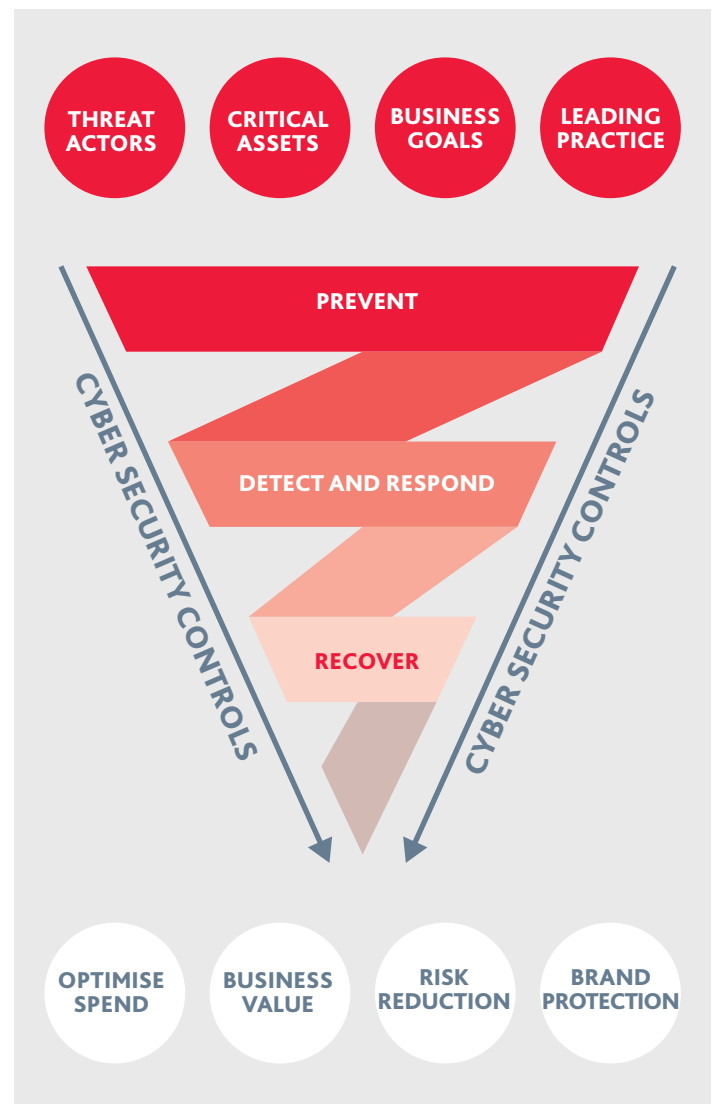 THREAT
ACTORS
CRITICAL
ASSETS
BUSINESS
GOALS
LEADING
PRACTICE
PREVENT
CYBER SECURITY CONTROLS
DETECT AND RESPOND
CYBER SECURITY CONTROLS
RECOVER
OPTIMISE
SPEND
BUSINESS
VALUE
RISK
REDUCTION
BRAND
PROTECTION